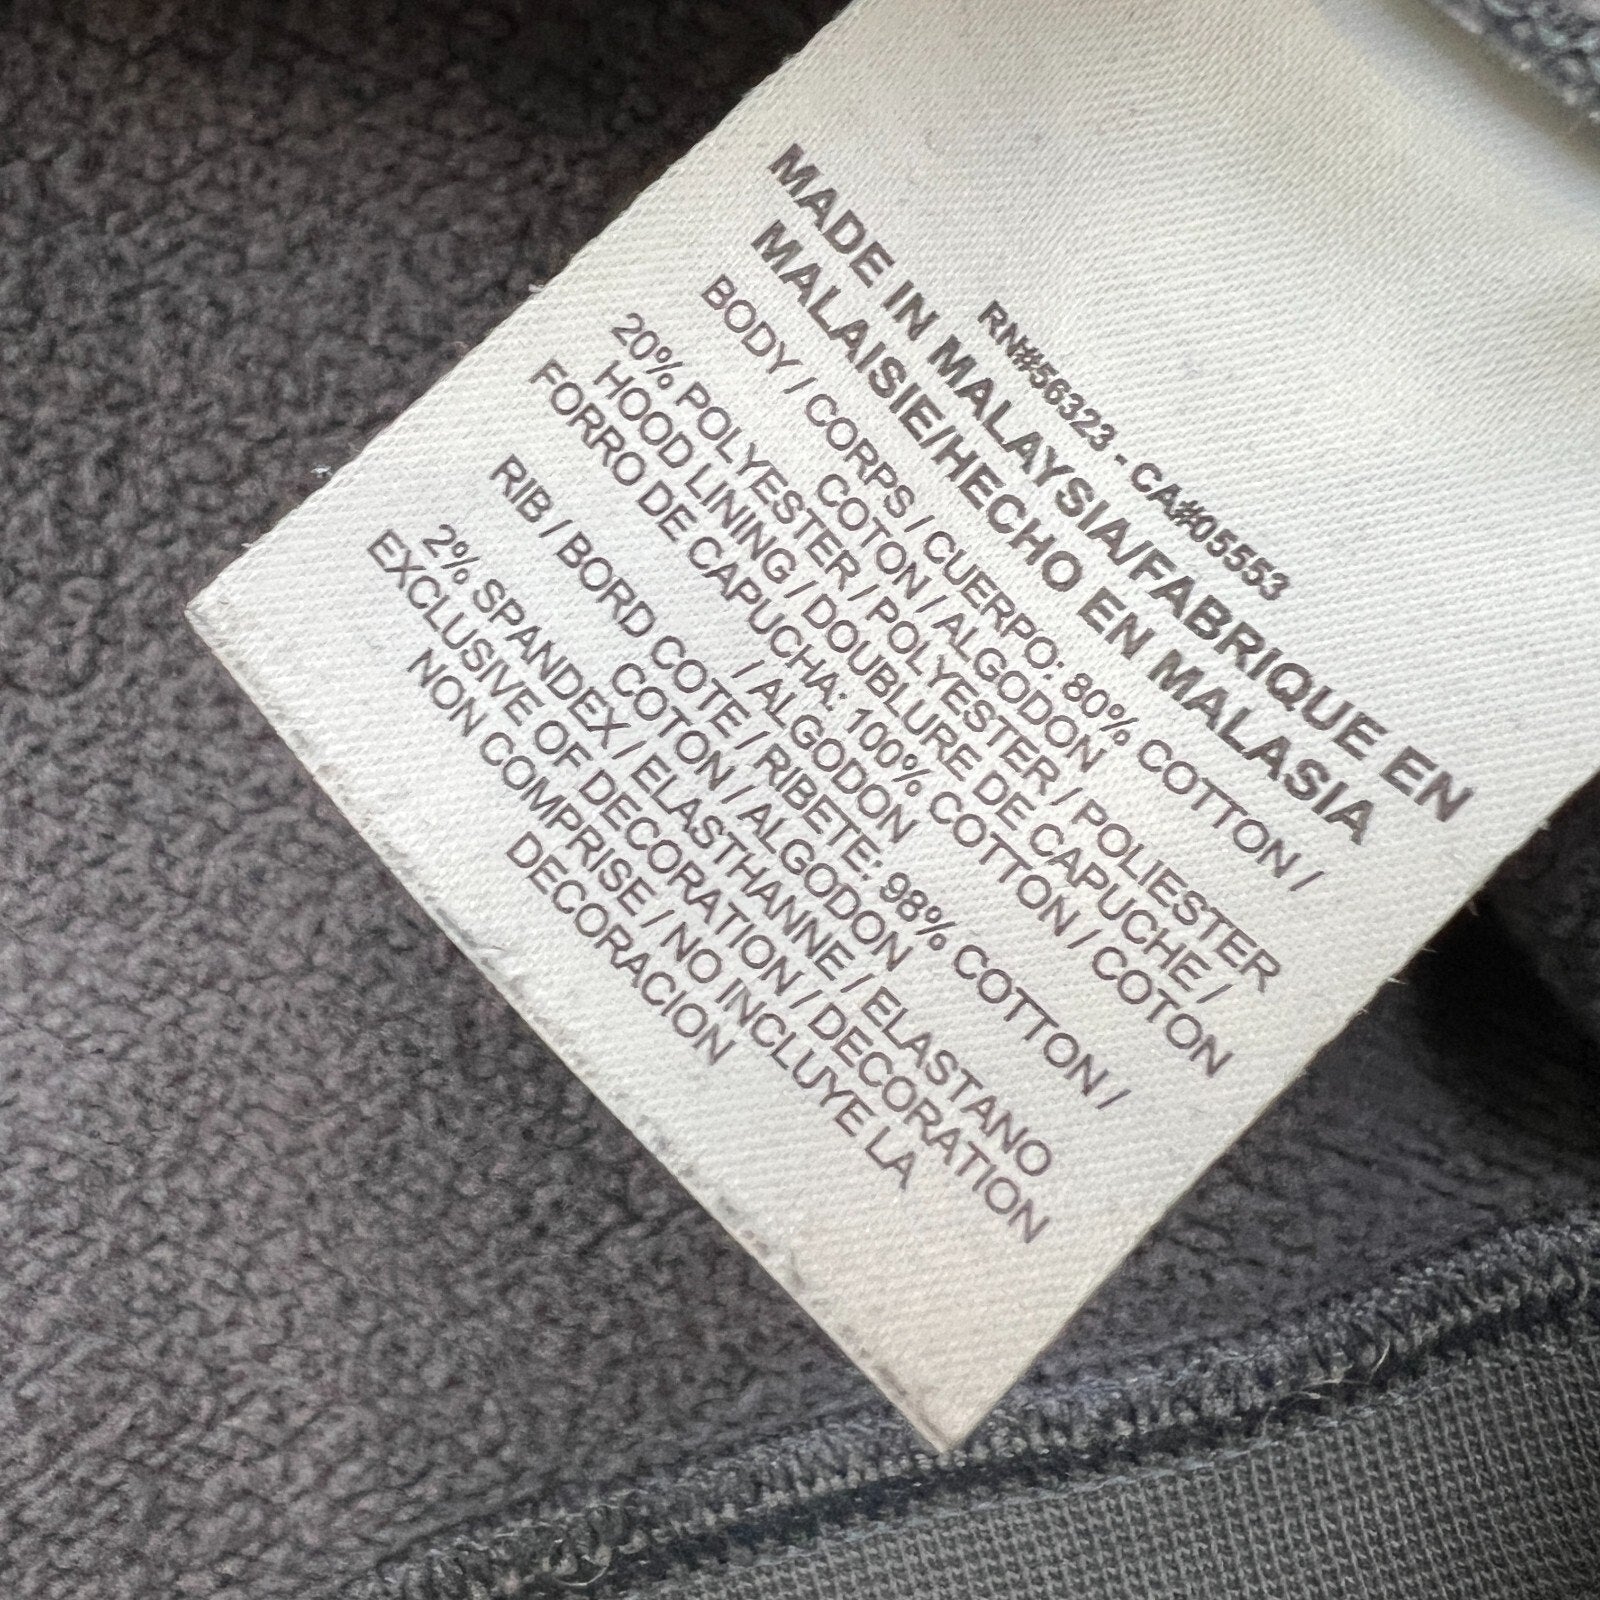 RN#56323 - CA#05553
MADE IN MALAYSIA/FABRIQUE EN
MALAISIE/HECHO EN MALASIA
BODY / CORPS / CUERPO: 80% COTTON /
COTON / ALGODON
20% POLYESTER / POLYESTER / POLIESTER
HOOD LINING / DOUBLURE DE CAPUCHE /
FORRO DE CAPUCHA: 100% COTTON / COTON
/ ALGODON
RIB / BORD COTE / RIBETE: 98% COTTON /
COTON / ALGODON
2% SPANDEX / ELASTHANNE / ELASTANO
EXCLUSIVE OF DECORATION / DECORATION
NON COMPRISE / NO INCLUYE LA
DECORACION